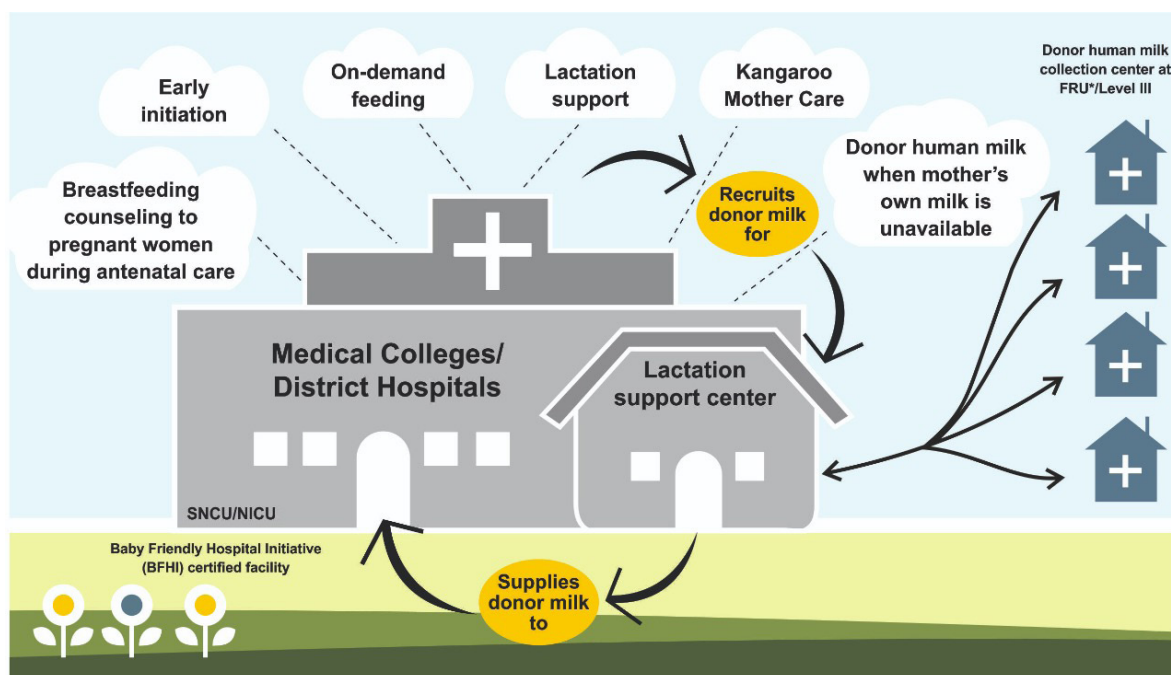 Early
initiation
On-demand
feeding
Lactation
support
Kangaroo
Mother Care
Donor human milk
collection center at
FRU*/Level III
Breastfeeding
counseling to
pregnant women
during antenatal care
Recruits
donor milk
for
Donor human milk
when mother's
own milk is
unavailable
Medical Colleges/
District Hospitals
Lactation
support center
SNCU/NICU
Baby Friendly Hospital Initiative
(BFHI) certified facility
Supplies
donor milk
to